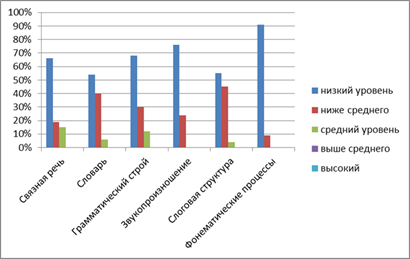 100%
90%
80%
70%
60%
50%
40%
30%
20%
10%
0%
Связная речь
Словарь
Грамматический строй
Звукопроизношение
Слоговая структура
Фонематические процессы
низкий уровень
ниже среднего
средний уровень
выше среднего
высокий